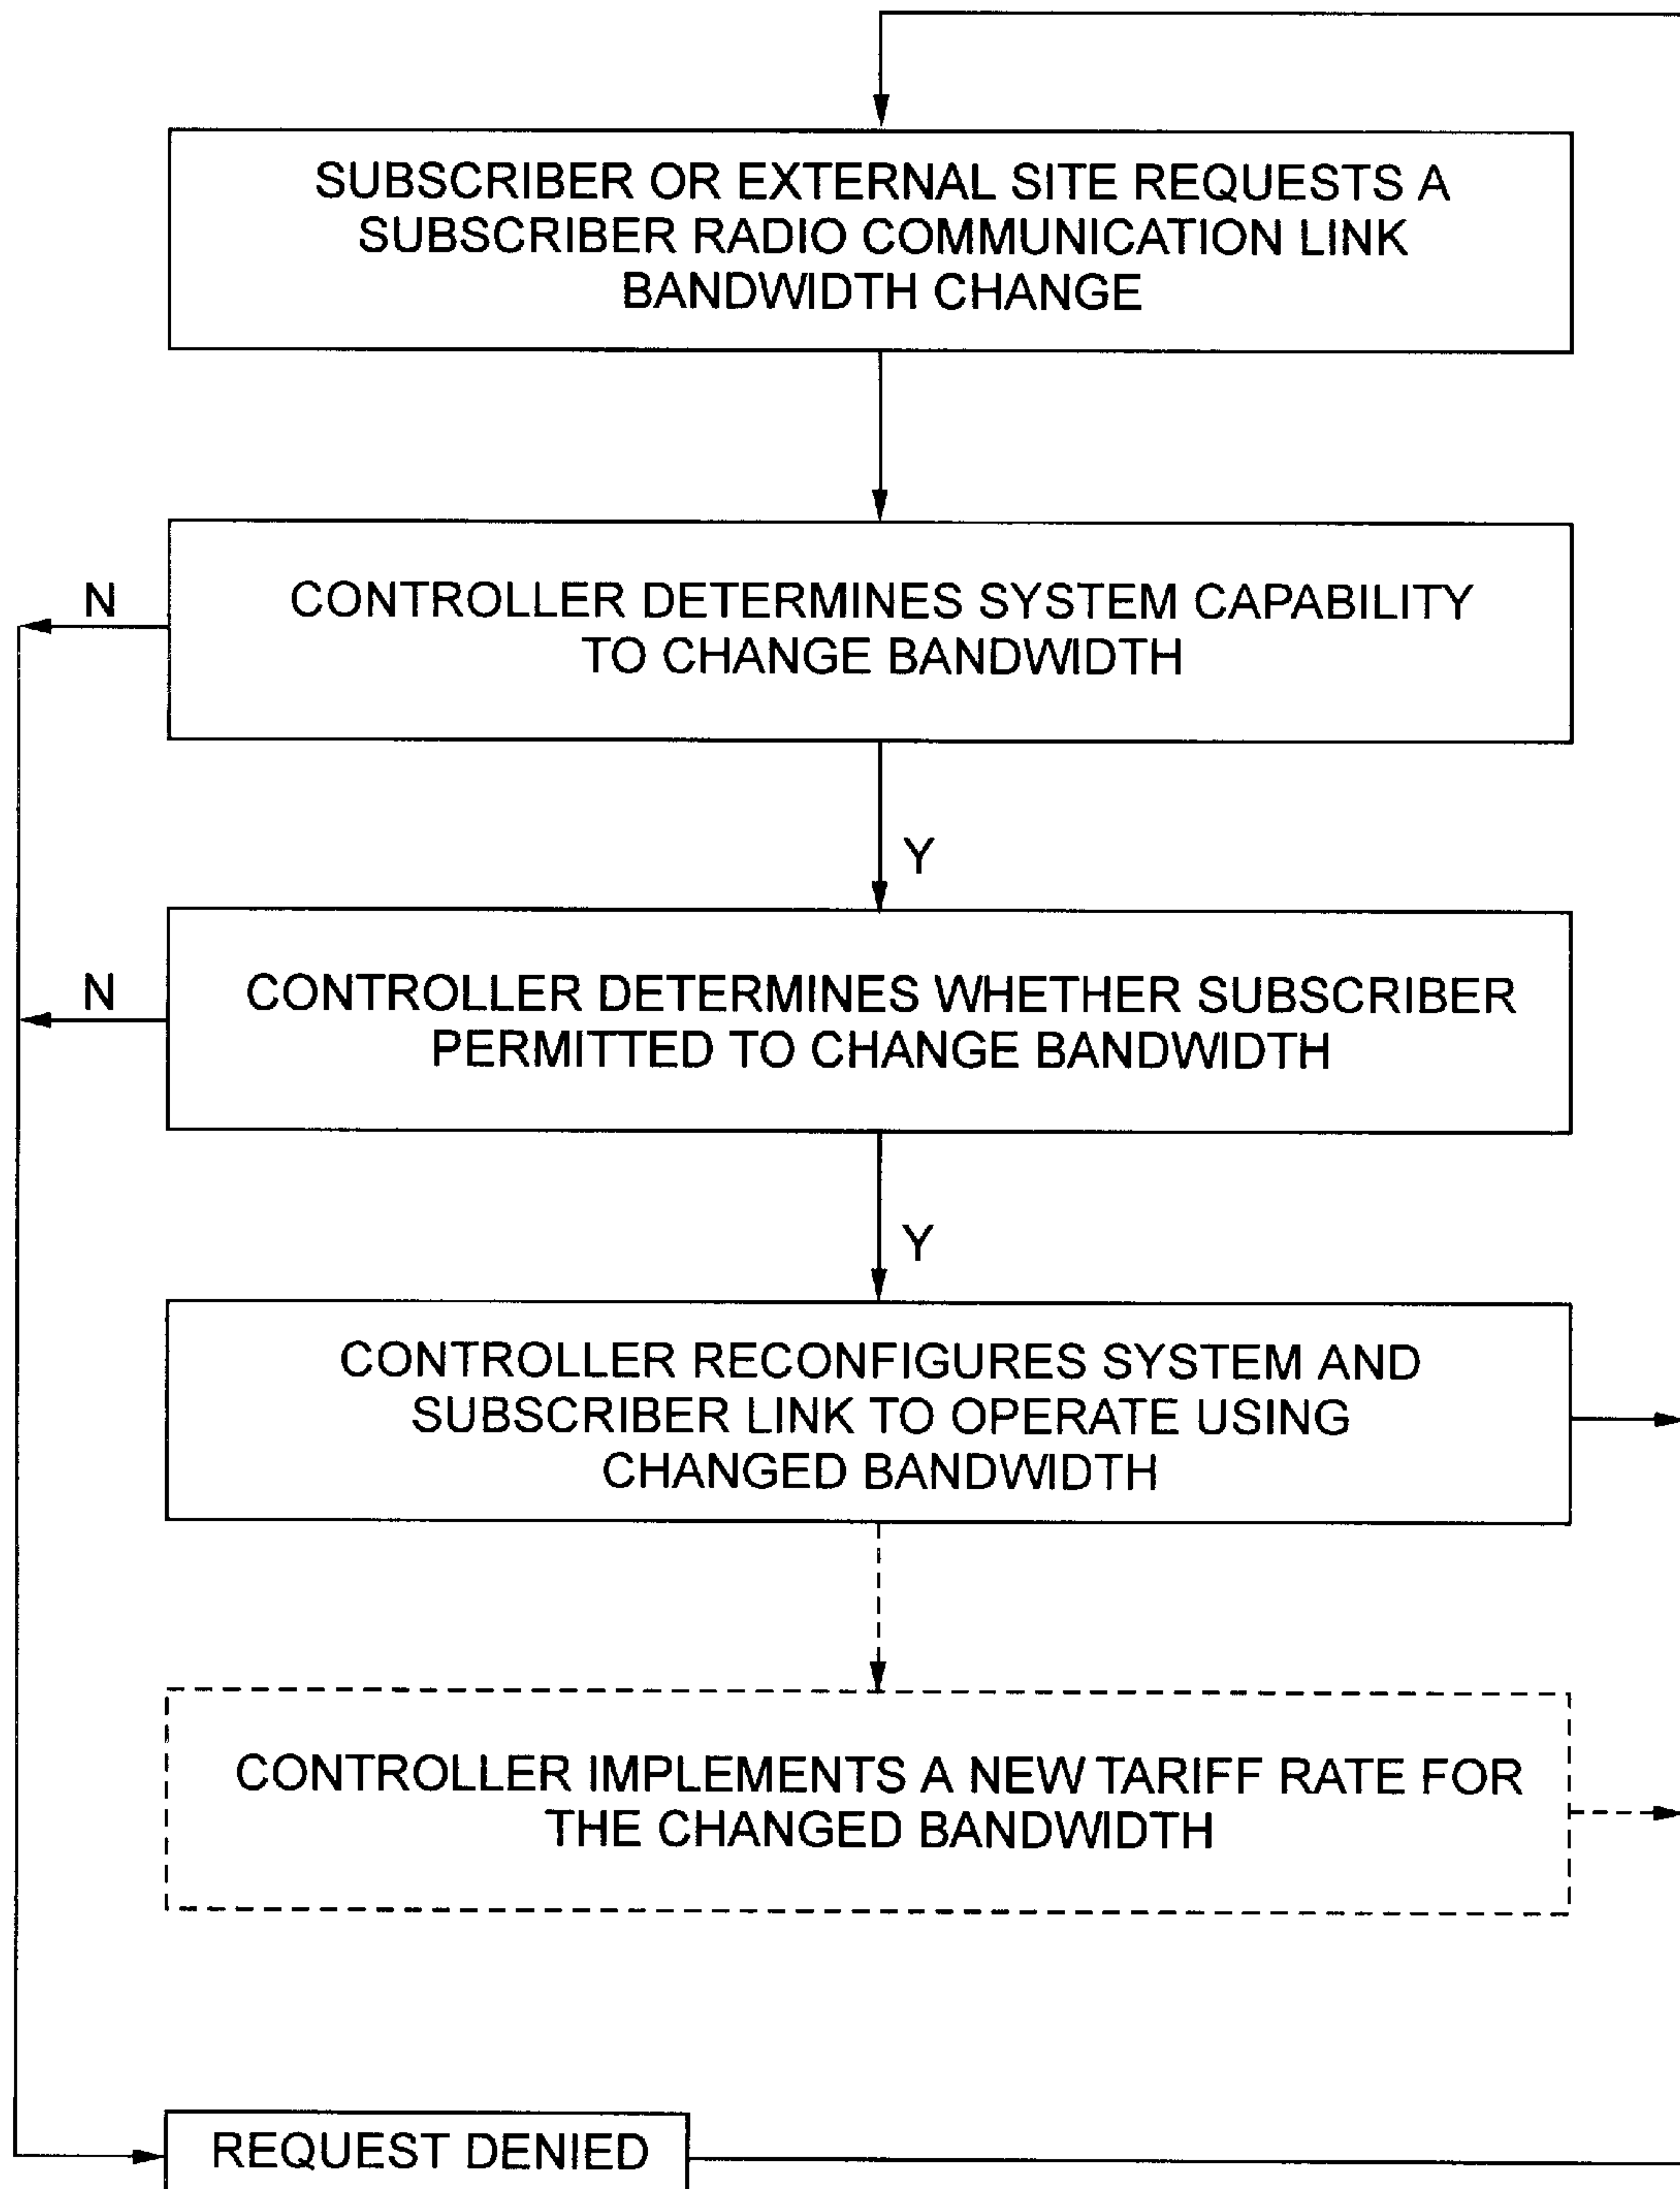 SUBSCRIBER OR EXTERNAL SITE REQUESTS A
SUBSCRIBER RADIO COMMUNICATION LINK
BANDWIDTH CHANGE
N
CONTROLLER DETERMINES SYSTEM CAPABILITY
TO CHANGE BANDWIDTH
Y
N
CONTROLLER DETERMINES WHETHER SUBSCRIBER
PERMITTED TO CHANGE BANDWIDTH
Y
CONTROLLER RECONFIGURES SYSTEM AND
SUBSCRIBER LINK TO OPERATE USING
CHANGED BANDWIDTH
CONTROLLER IMPLEMENTS A NEW TARIFF RATE FOR
THE CHANGED BANDWIDTH
REQUEST DENIED